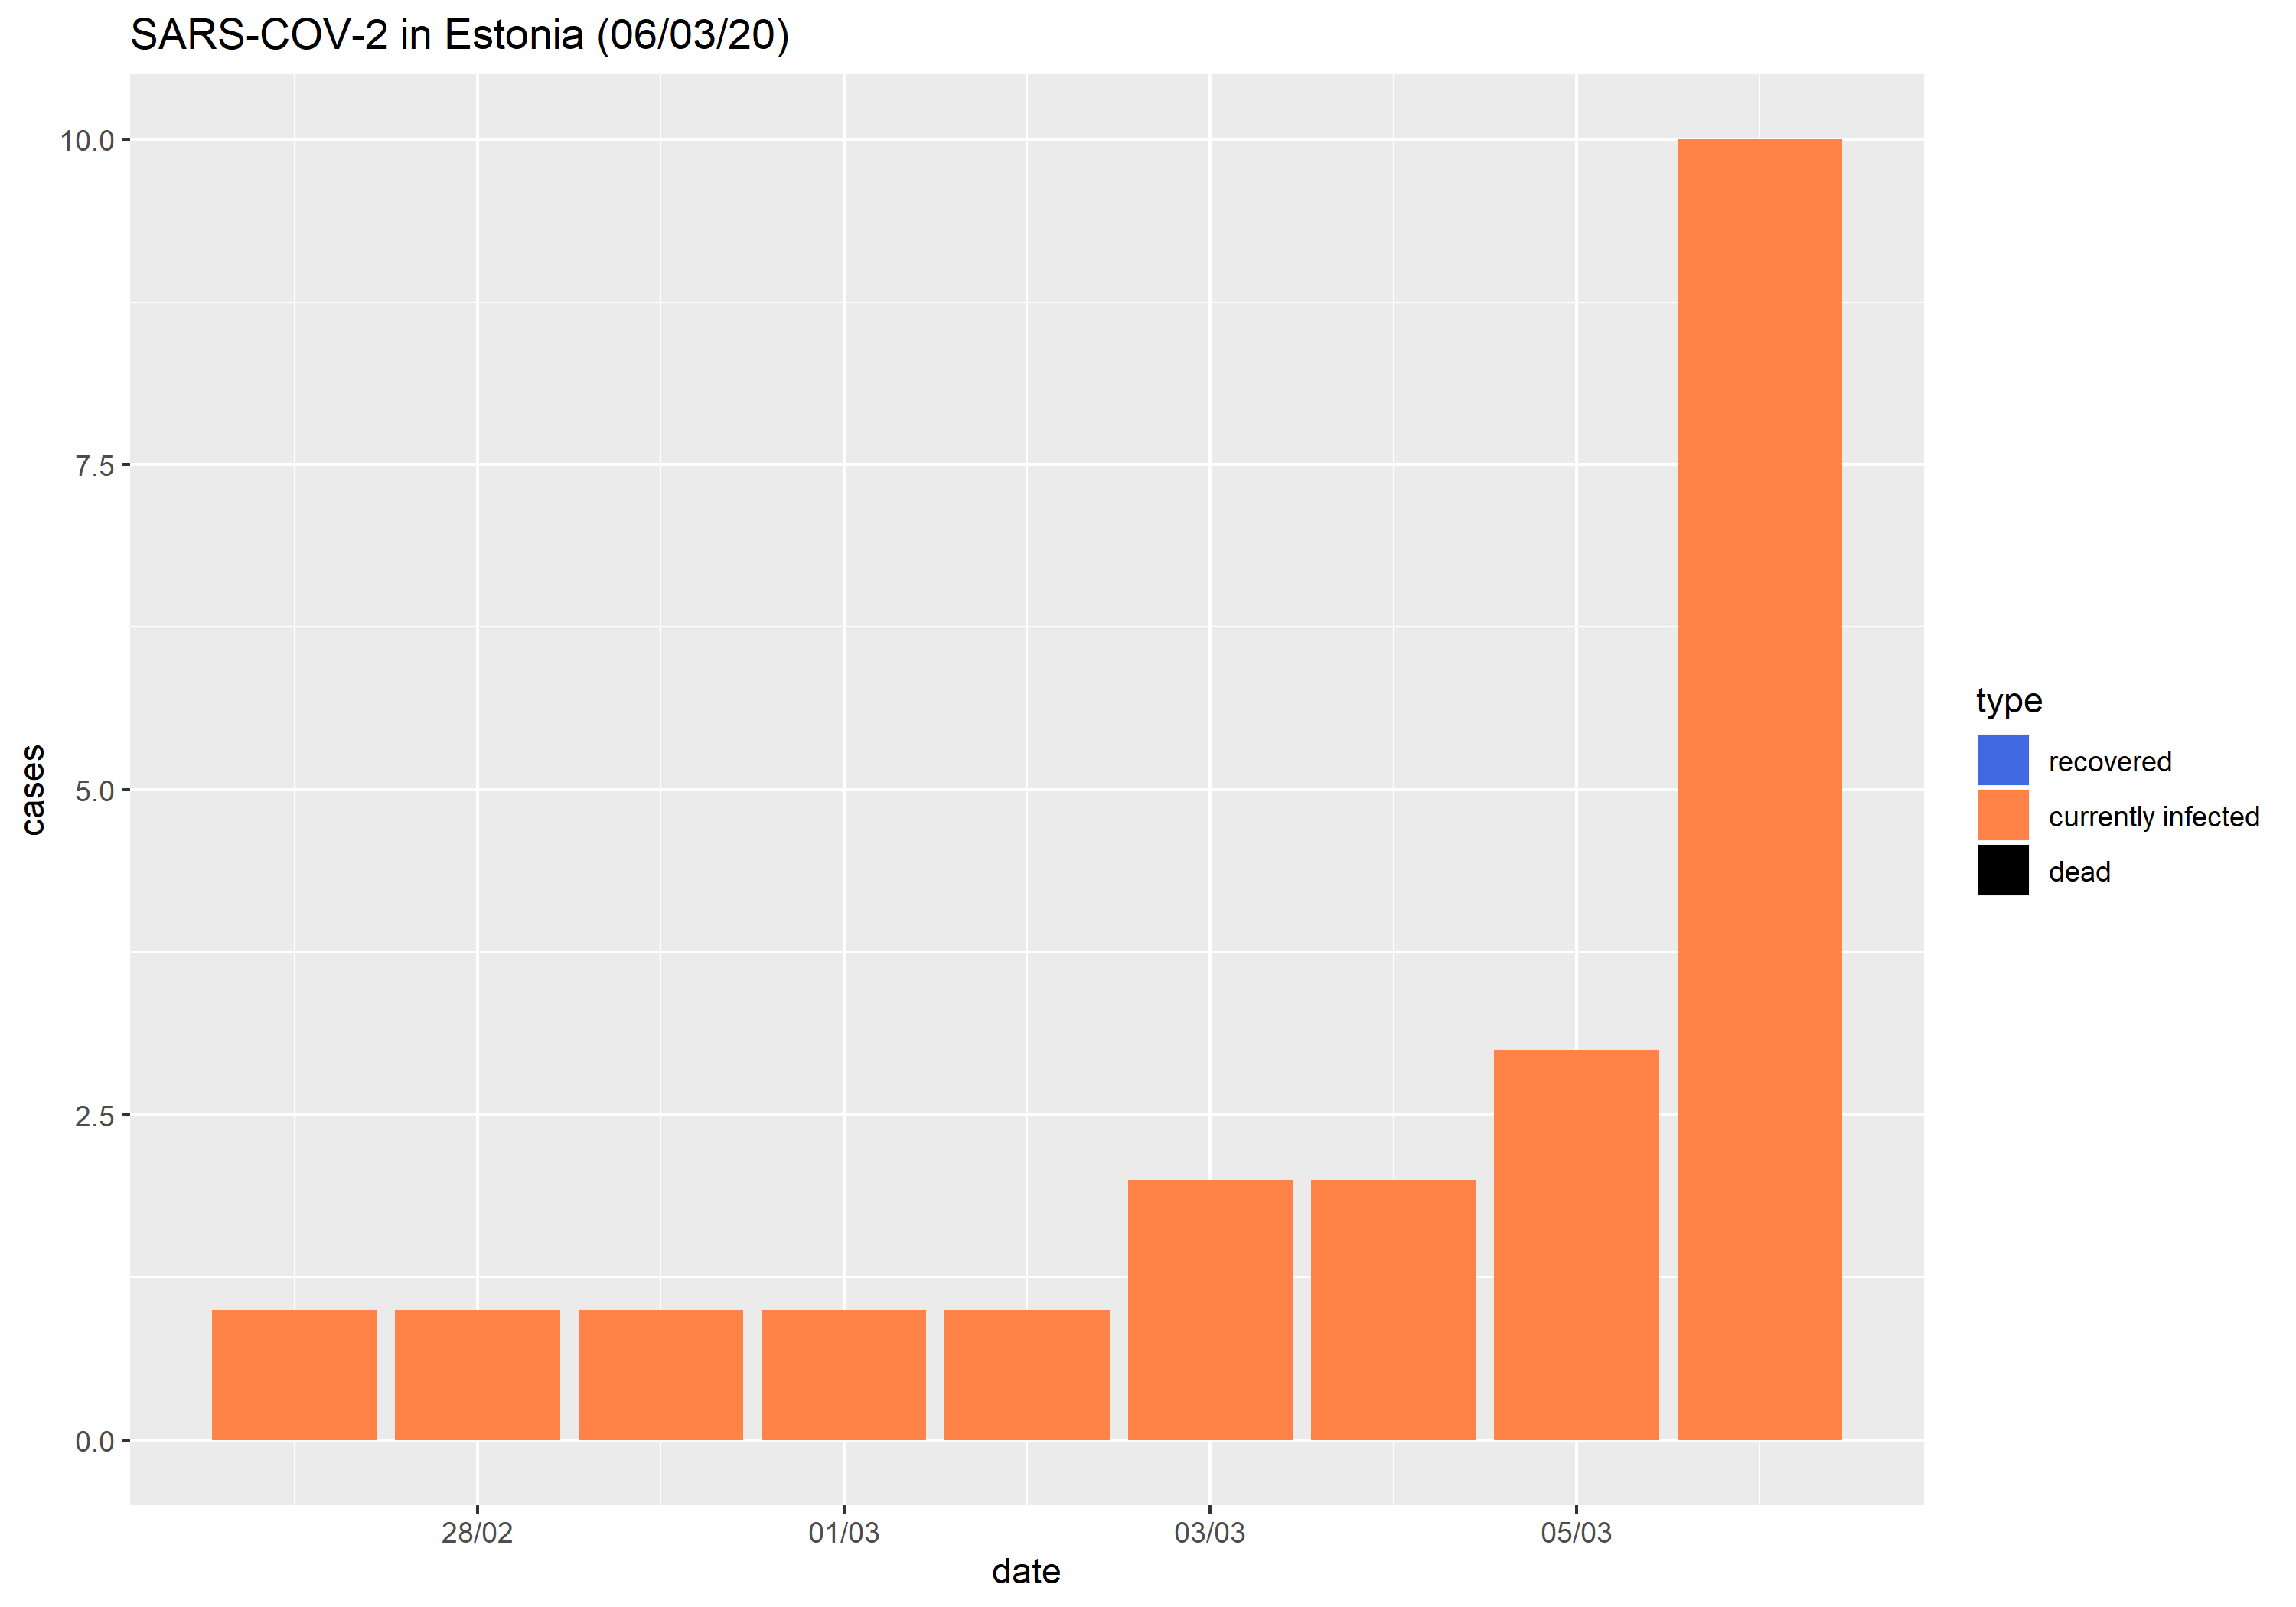 SARS-COV-2 in Estonia (06/03/20)
10.0
7.5
5.0
2.5
0.0
cases
28/02
01/03
03/03
05/03
date
type
recovered
currently infected
dead